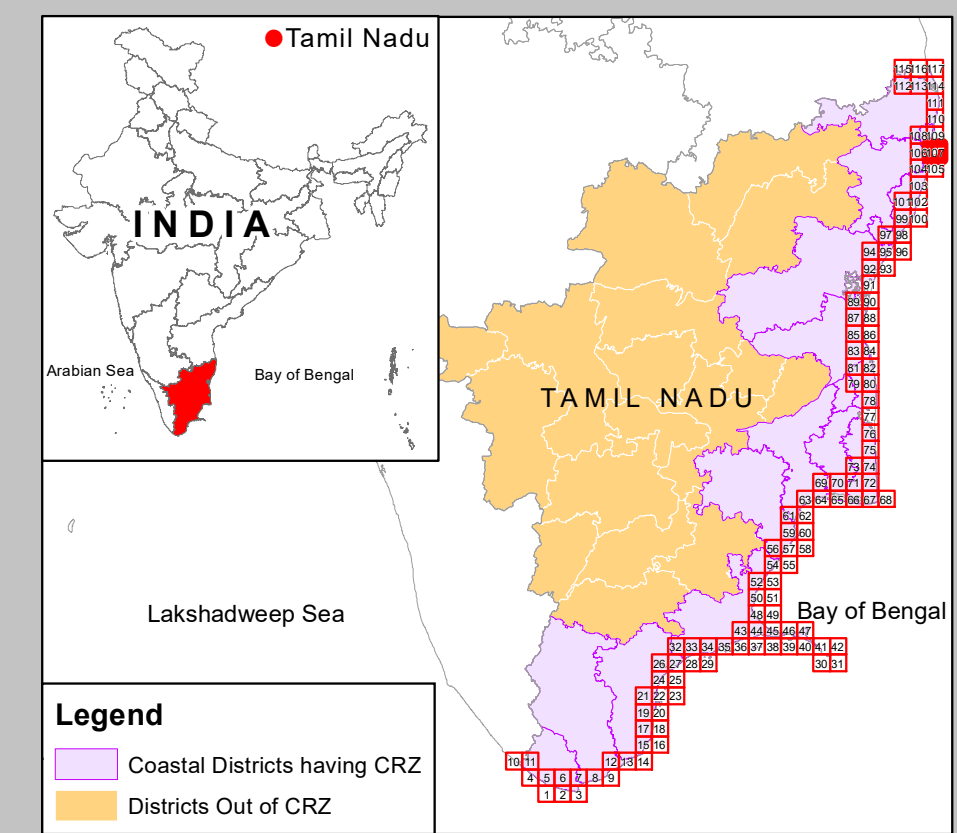 Tamil Nadu
INDIA
Arabian Sea
Bay of Bengal
TAMIL NADU
Lakshadweep Sea
Bay of Bengal
115 116 117
112 113 114
111
110
108 109
106 107
104 105
103
101 102
99 100
97 98
94 95 96
92 93
91
89 90
87 88
85 86
83 84
81 82
79 80
78
77
76
75
73 74
69 70 71 72
63 64 65 66 67 68
61 62
59 60
56 57 58
54 55
52 53
50 51
48 49
43 44 45 46 47
32 33 34 35 36 37 38 39 40 41 42
26 27 28 29 30 31
24 25
21 22 23
19 20
17 18
15 16
10 11 12 13 14
4 5 6 7 8 9
1 2 3
Legend
Coastal Districts having CRZ
Districts Out of CRZ